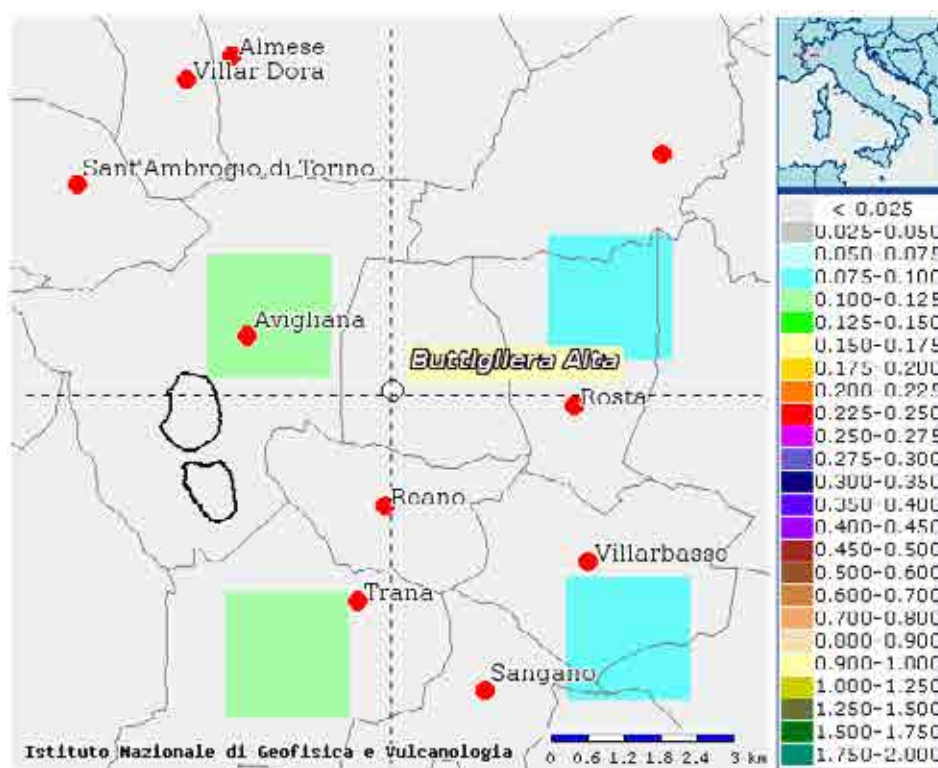 Almese
Villar Dora
Sant'Ambrogio di Torino
Avigliana
Buttigliera Alta
Rosta
Reano
Villarbasse
Trana
Sangano
Istituto Nazionale di Geofisica e Vulcanologia
0 0.6 1.2 1.8 2.4 3 km
< 0.025
0.025-0.050
0.050-0.075
0.075-0.100
0.100-0.125
0.125-0.150
0.150-0.175
0.175-0.200
0.200-0.225
0.225-0.250
0.250-0.275
0.275-0.300
0.300-0.350
0.350-0.400
0.400-0.450
0.450-0.500
0.500-0.600
0.600-0.700
0.700-0.800
0.800-0.900
0.900-1.000
1.000-1.250
1.250-1.500
1.500-1.750
1.750-2.000